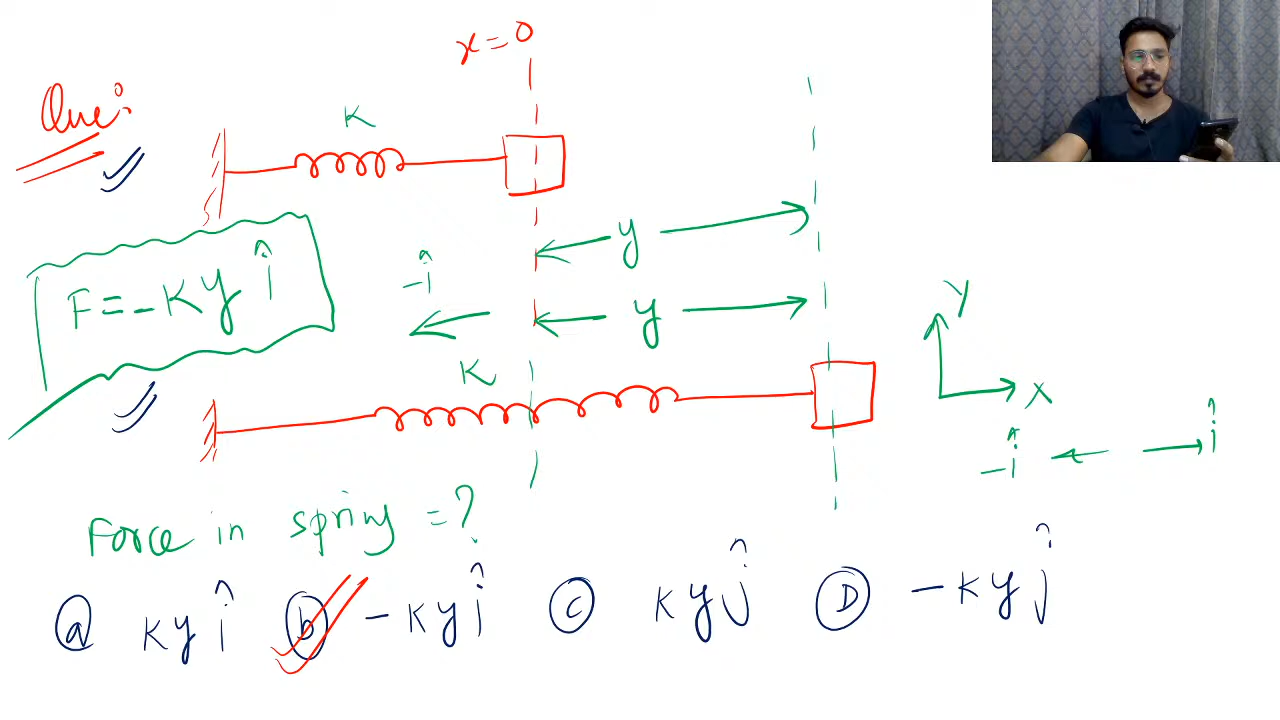 x=0
Que:
K
y
-î
F=-Kyî
y
K
Y
X
-î î
Force in spring =?
(a) Kyî (b) -Kyî (c) Kyĵ (D) -Kyĵ